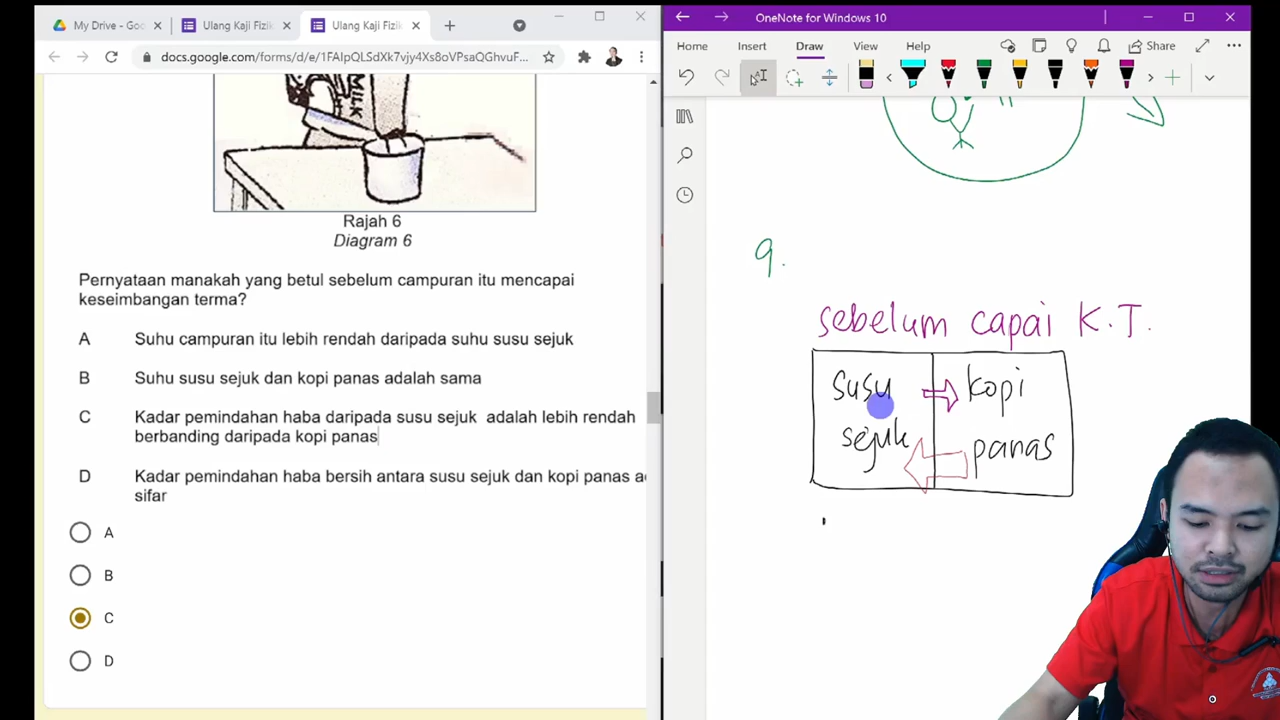 My Drive - Goo
Ulang Kaji Fizik
Ulang Kaji Fizik
docs.google.com/forms/d/e/1FAIpQLSdXk7vjy4Xs8oVPsaQGhvuF...
MILK
Rajah 6
Diagram 6
Pernyataan manakah yang betul sebelum campuran itu mencapai
keseimbangan terma?
A Suhu campuran itu lebih rendah daripada suhu susu sejuk
B Suhu susu sejuk dan kopi panas adalah sama
C Kadar pemindahan haba daripada susu sejuk adalah lebih rendah
berbanding daripada kopi panas
D Kadar pemindahan haba bersih antara susu sejuk dan kopi panas a
sifar
A
B
C
D
OneNote for Windows 10
Home Insert Draw View Help Share
9.
sebelum capai K.T.
susu kopi
sejuk panas